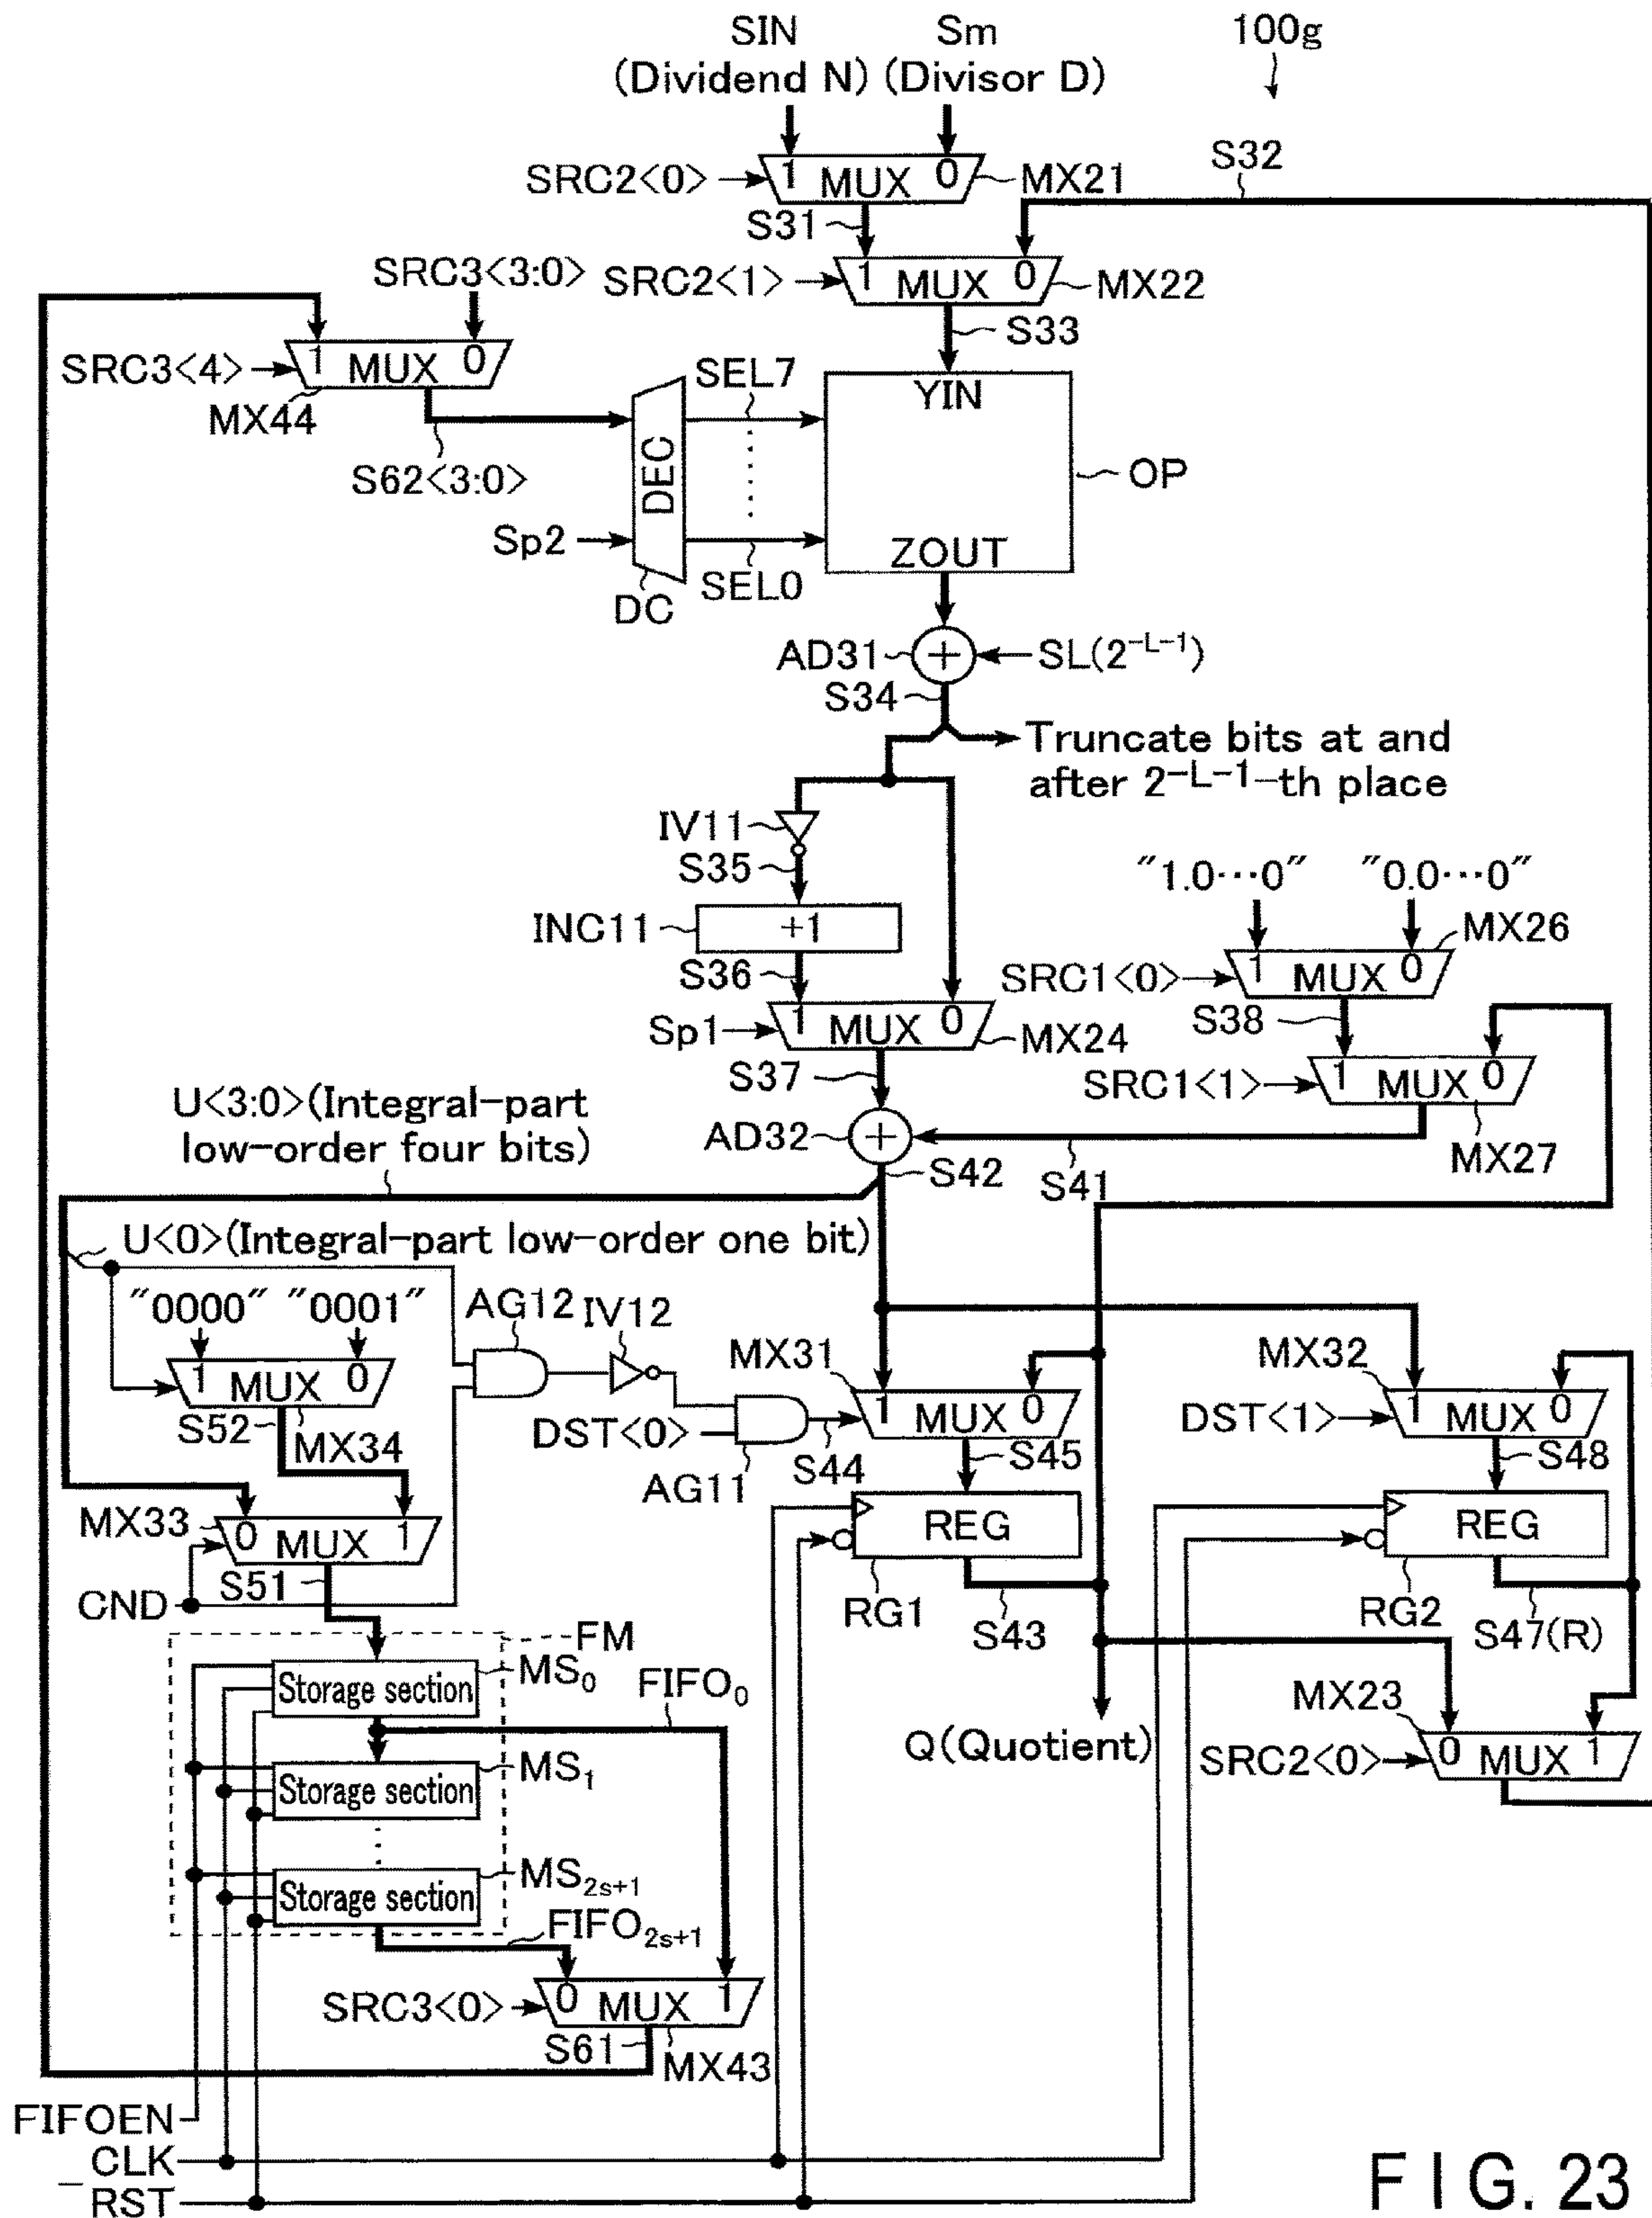 SIN Sm 100g
(Dividend N) (Divisor D)
S32
SRC2<0> 1 MUX 0 MX21
S31
SRC3<3:0> SRC2<1> 1 MUX 0 MX22
S33
SRC3<4> 1 MUX 0
MX44
SEL7 YIN
S62<3:0> DEC OP
Sp2 ZOUT
DC SEL0
AD31 + SL(2^-L-1)
S34
Truncate bits at and
after 2^-L-1-th place
IV11
S35
"1.0···0" "0.0···0"
INC11 +1 MX26
S36 SRC1<0> 1 MUX 0
Sp1 1 MUX 0 MX24 S38
S37 SRC1<1> 1 MUX 0
U<3:0>(Integral-part
low-order four bits)
AD32 + MX27
S42 S41
U<0>(Integral-part low-order one bit)
"0000" "0001" AG12 IV12
1 MUX 0 MX31 MX32
S52 MX34 DST<0> 1 MUX 0 DST<1> 1 MUX 0
AG11 S44 S45 S48
MX33 0 MUX 1 REG REG
CND S51 RG1 S43 RG2 S47(R)
FM
Storage section MS0 FIFO0 MX23
Storage section MS1 Q(Quotient) SRC2<0> 0 MUX 1
Storage section MS2s+1
FIFO2s+1
SRC3<0> 0 MUX 1
S61 MX43
FIFOEN
CLK
‾RST
FIG. 23